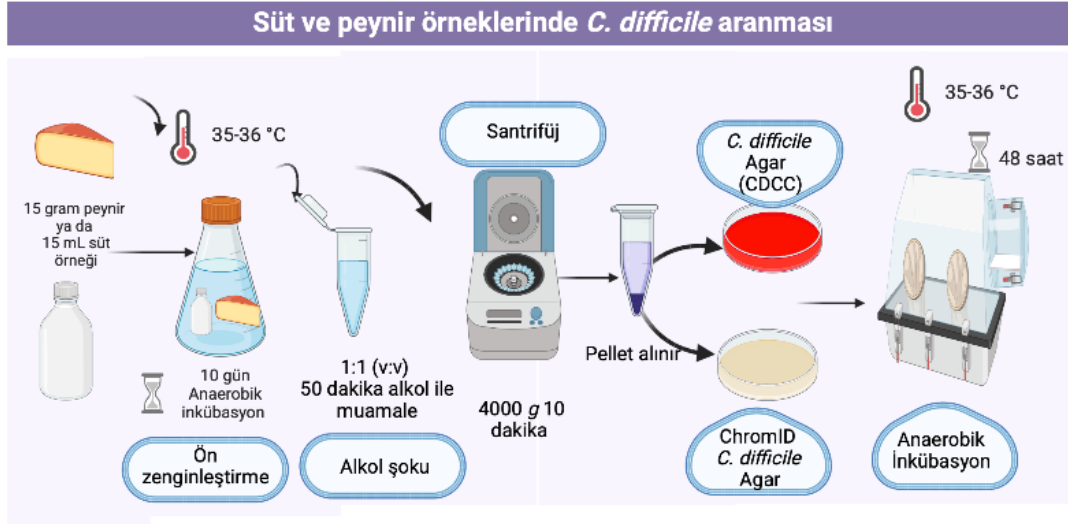 Süt ve peynir örneklerinde C. difficile aranması
35-36 °C
15 gram peynir
ya da
15 mL süt
örneği
10 gün
Anaerobik
inkübasyon
Ön
zenginleştirme
1:1 (v:v)
50 dakika alkol ile
muamale
Alkol şoku
Santrifüj
4000 g 10
dakika
Pellet alınır
C. difficile
Agar
(CDCC)
ChromID
C. difficile
Agar
35-36 °C
48 saat
Anaerobik
İnkübasyon